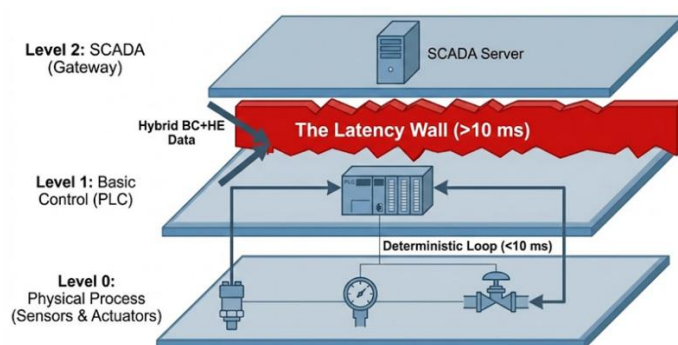 Level 2: SCADA
(Gateway)
SCADA Server
Hybrid BC+HE
Data
The Latency Wall (>10 ms)
Level 1: Basic
Control (PLC)
PLC
Deterministic Loop (<10 ms)
Level 0:
Physical Process
(Sensors & Actuators)